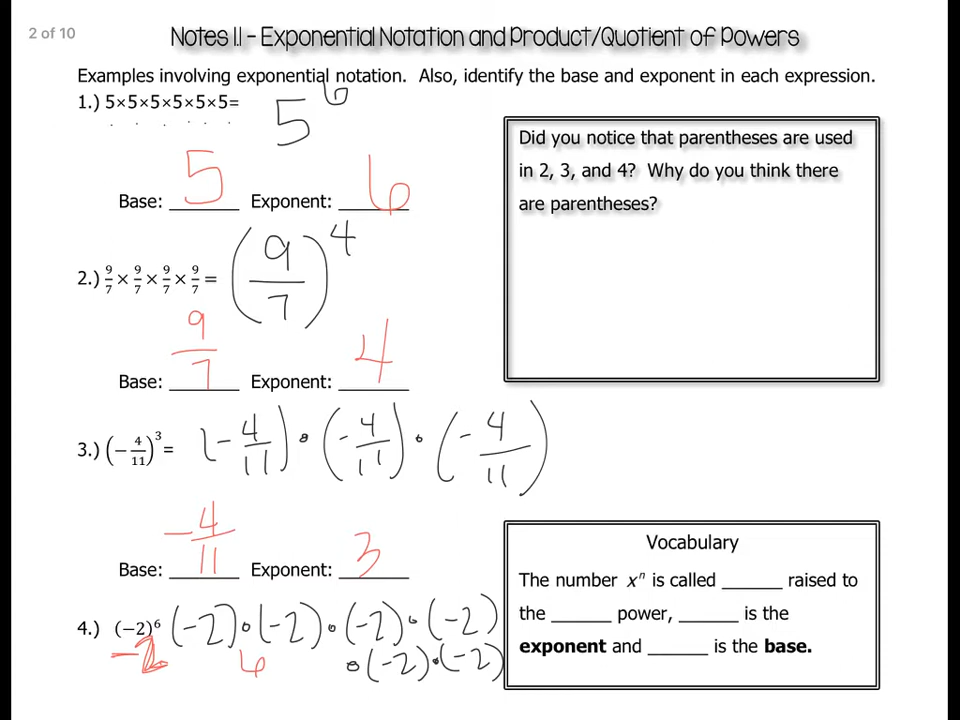 2 of 10
Notes 1.1 – Exponential Notation and Product/Quotient of Powers
Examples involving exponential notation. Also, identify the base and exponent in each expression.
1.) 5×5×5×5×5×5= 5^6
Base: 5 Exponent: 6
2.) 9/7 × 9/7 × 9/7 × 9/7 = (9/7)^4
Base: 9/7 Exponent: 4
3.) (−4/11)^3 = (-4/11) · (-4/11) · (-4/11)
Base: -4/11 Exponent: 3
4.) (−2)^6 (-2)·(-2)·(-2)·(-2)
·(-2)·(-2)
-2 6
Did you notice that parentheses are used
in 2, 3, and 4? Why do you think there
are parentheses?
Vocabulary
The number x^n is called ______ raised to
the ______ power, ______ is the
exponent and ______ is the base.